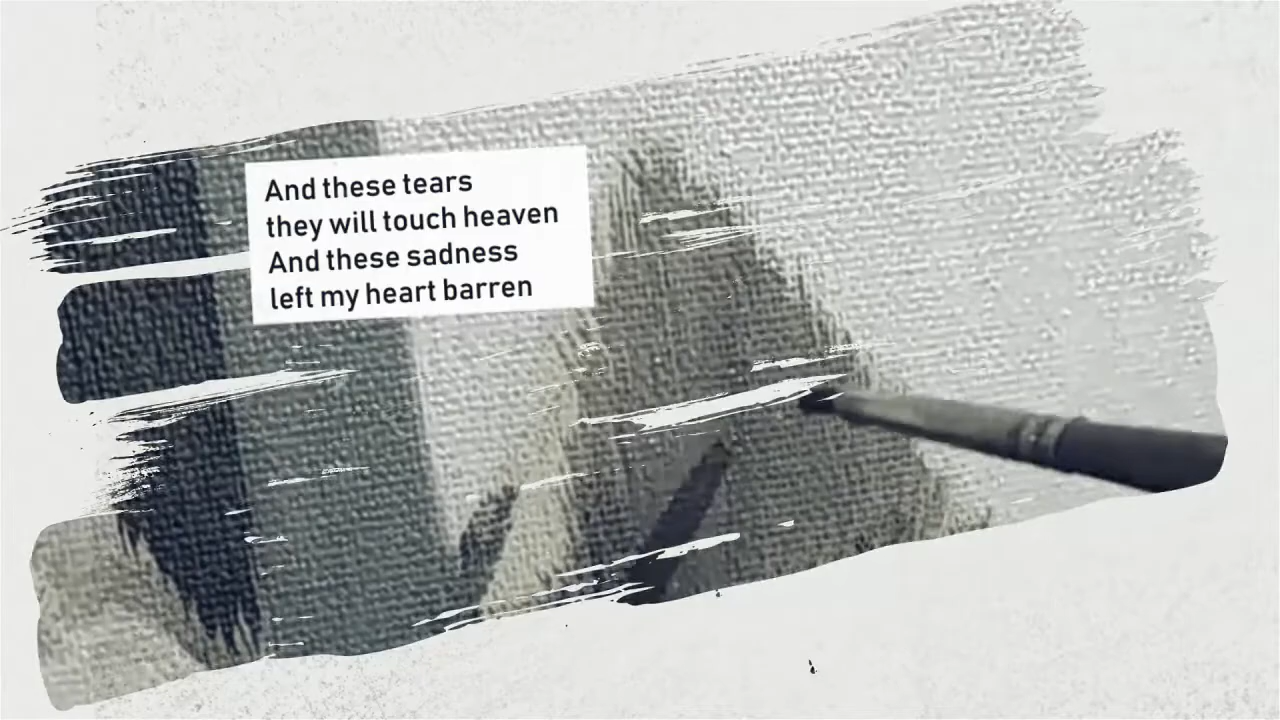 And these tears
they will touch heaven
And these sadness
left my heart barren